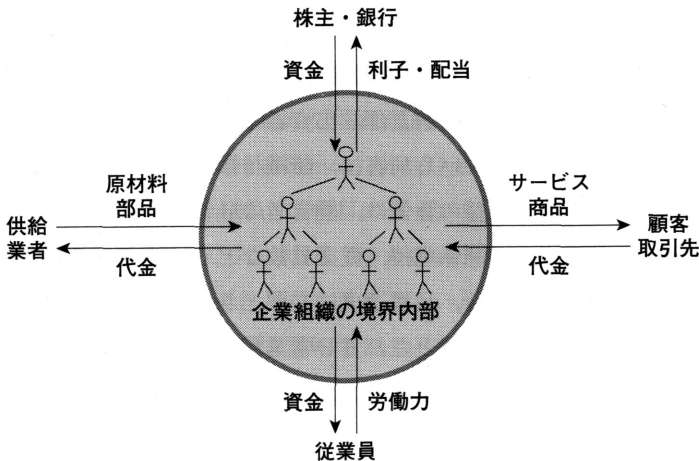 株主・銀行
資金
利子・配当
原材料
部品
サービス
商品
供給
業者
顧客
取引先
代金
代金
企業組織の境界内部
資金
労働力
従業員